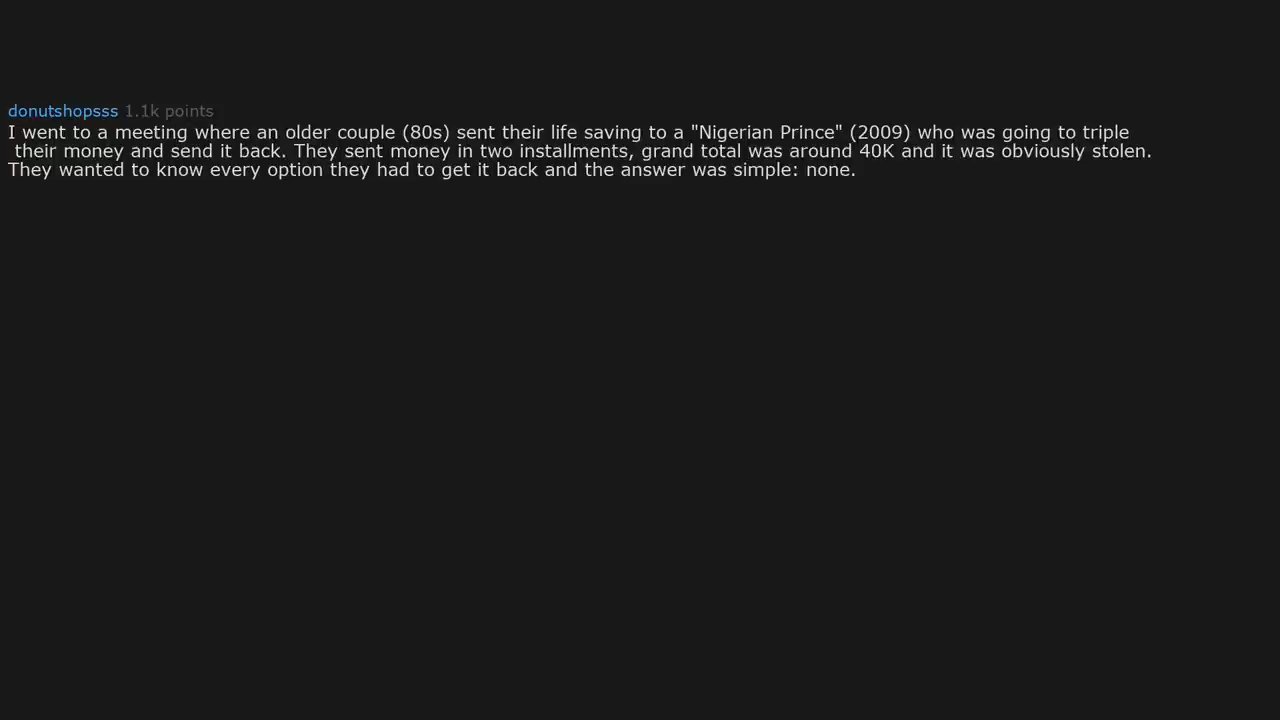 donutshopsss 1.1k points
I went to a meeting where an older couple (80s) sent their life saving to a "Nigerian Prince" (2009) who was going to triple
their money and send it back. They sent money in two installments, grand total was around 40K and it was obviously stolen.
They wanted to know every option they had to get it back and the answer was simple: none.